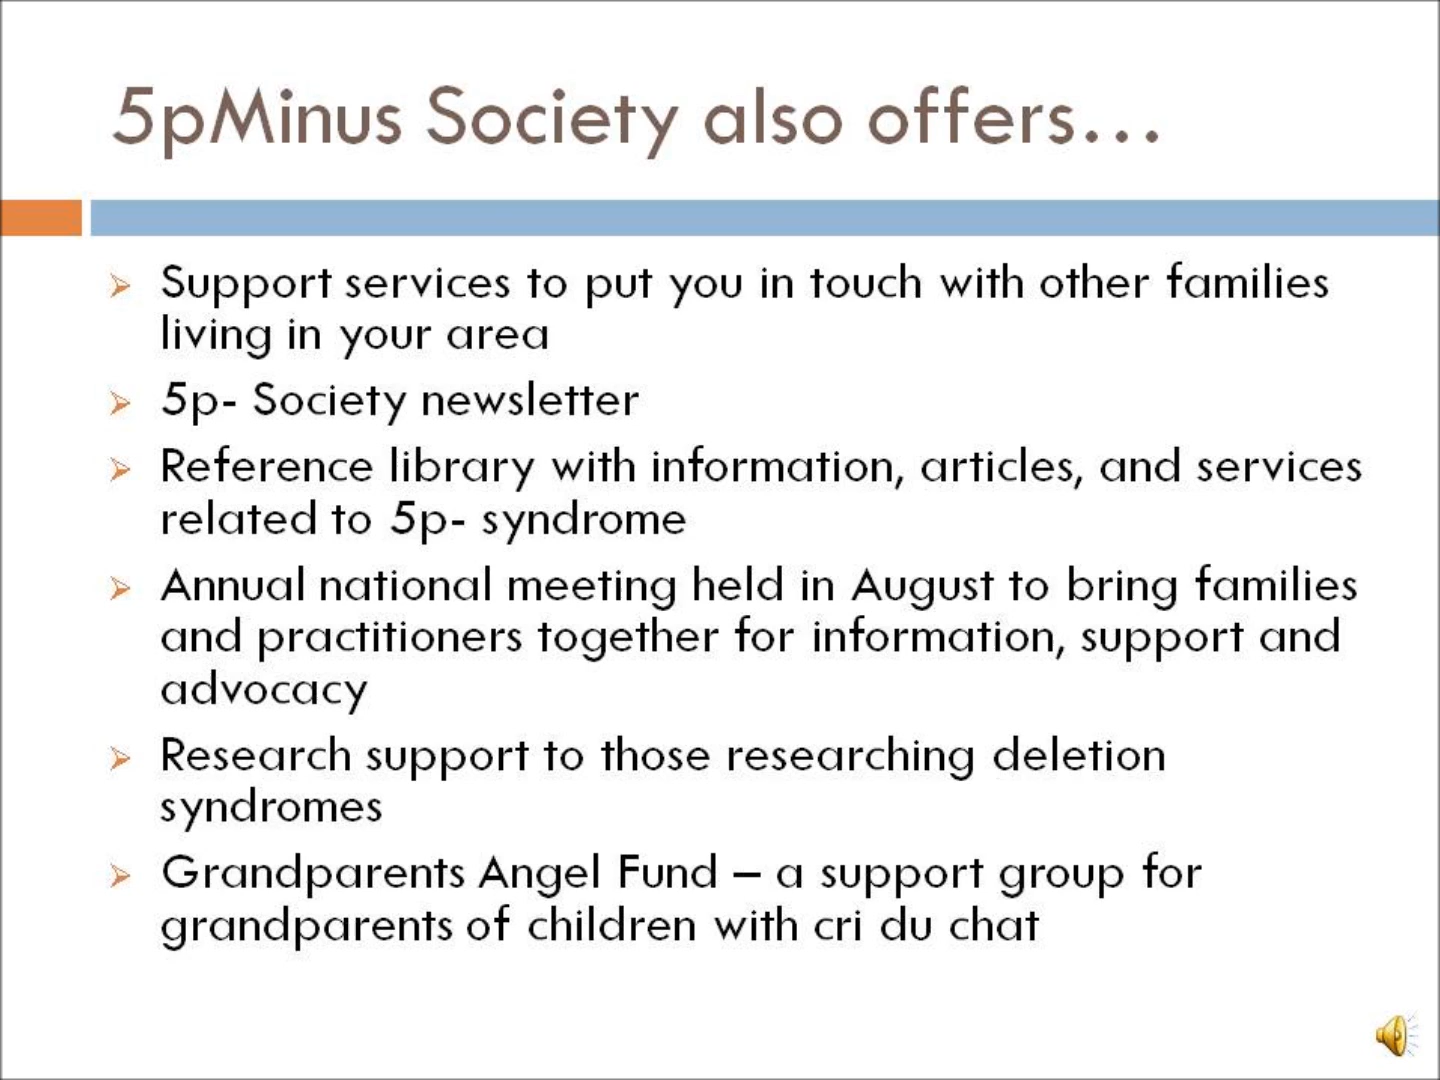 5pMinus Society also offers...
Support services to put you in touch with other families
living in your area
5p- Society newsletter
Reference library with information, articles, and services
related to 5p- syndrome
Annual national meeting held in August to bring families
and practitioners together for information, support and
advocacy
Research support to those researching deletion
syndromes
Grandparents Angel Fund – a support group for
grandparents of children with cri du chat